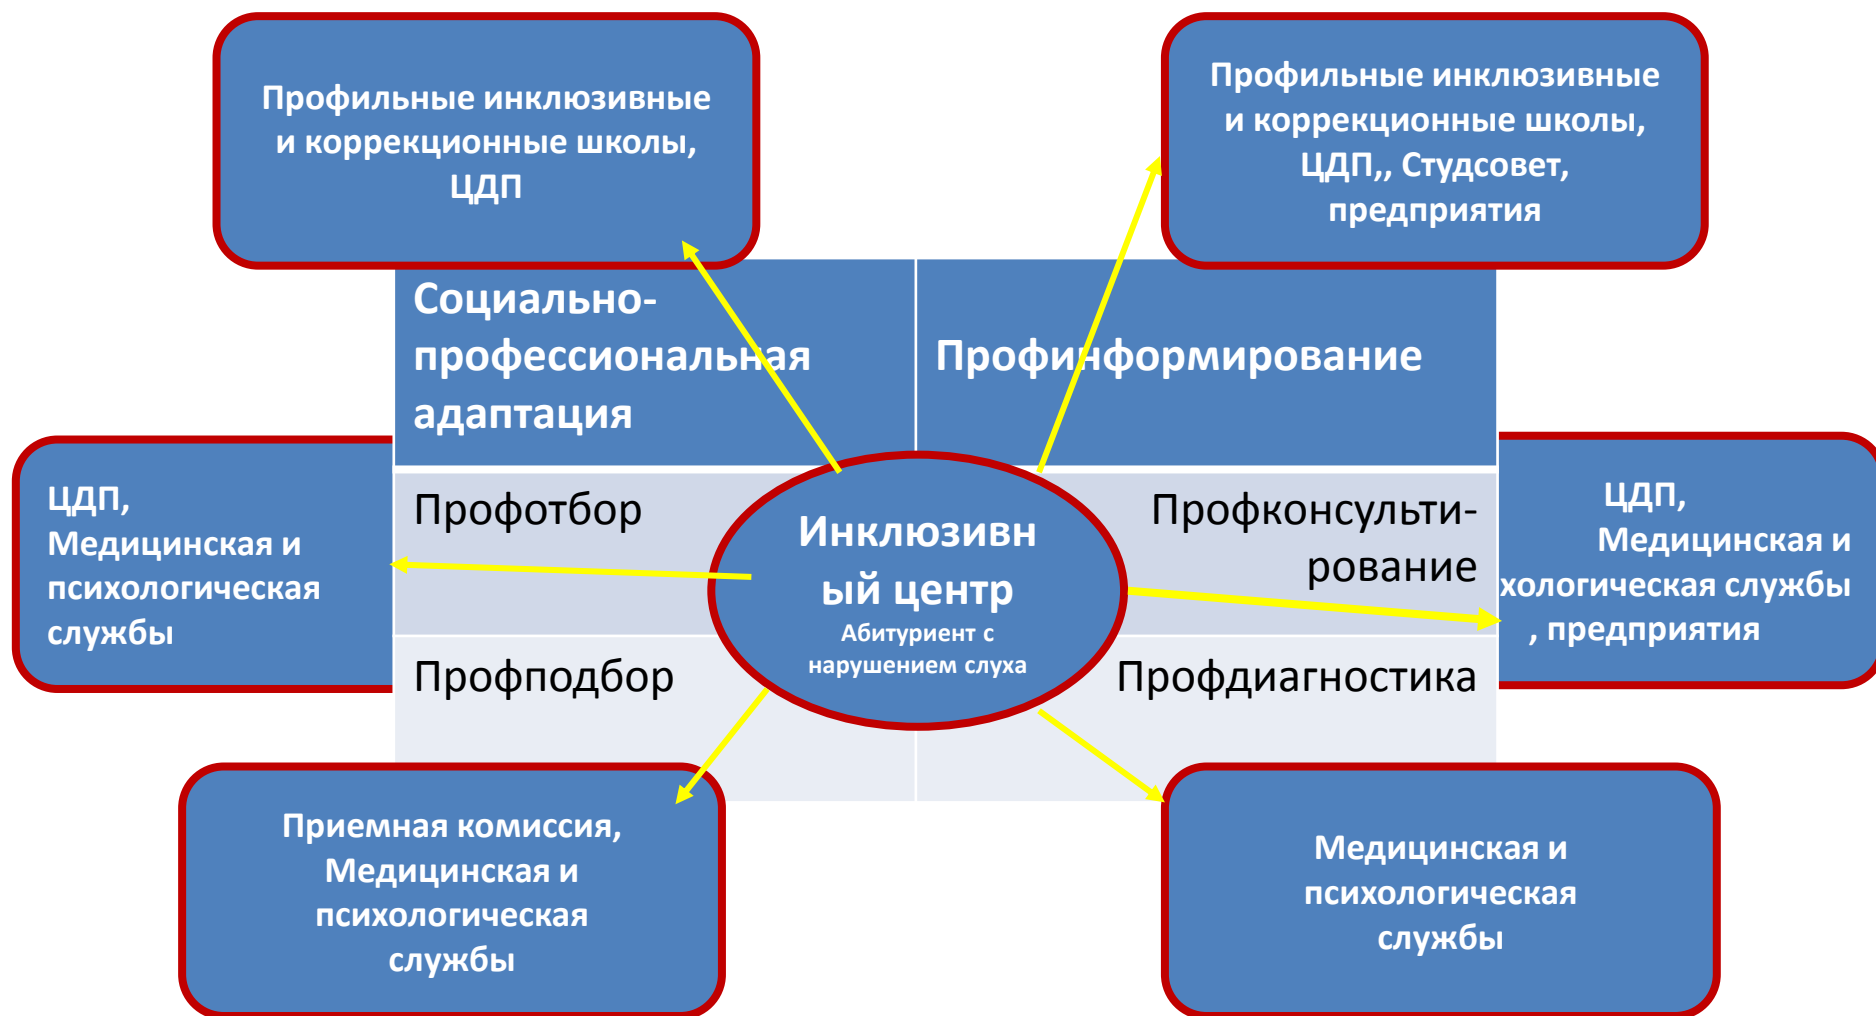 Профильные инклюзивные
и коррекционные школы,
ЦДП
Профильные инклюзивные
и коррекционные школы,
ЦДП,, Студсовет,
предприятия
Социально-
профессиональная
адаптация
Профинформирование
ЦДП,
Медицинская и
психологическая
службы
Профотбор
Инклюзивн
ый центр
Абитуриент с
нарушением слуха
Профконсульти-
рование
ЦДП,
Медицинская и
хологическая службы
, предприятия
Профподбор
Профдиагностика
Приемная комиссия,
Медицинская и
психологическая
службы
Медицинская и
психологическая
службы